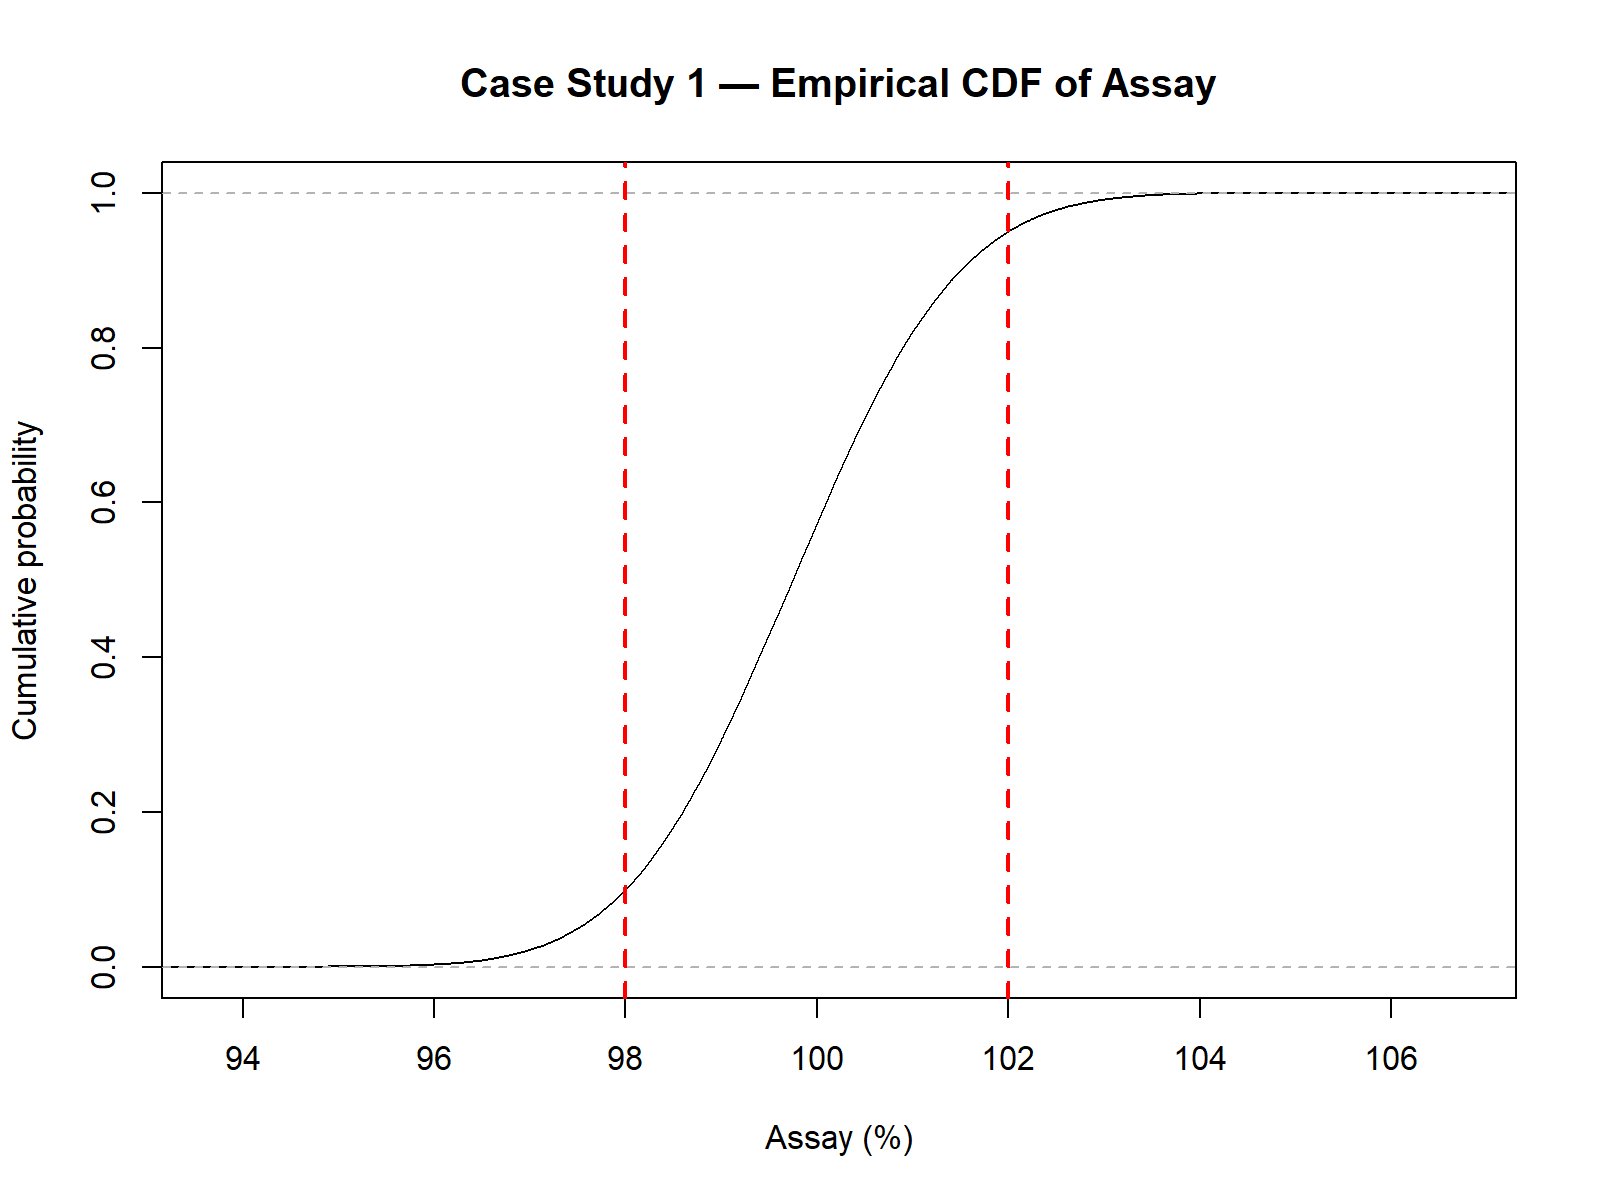 Case Study 1 — Empirical CDF of Assay
Cumulative probability
1.0
0.8
0.6
0.4
0.2
0.0
94 96 98 100 102 104 106
Assay (%)